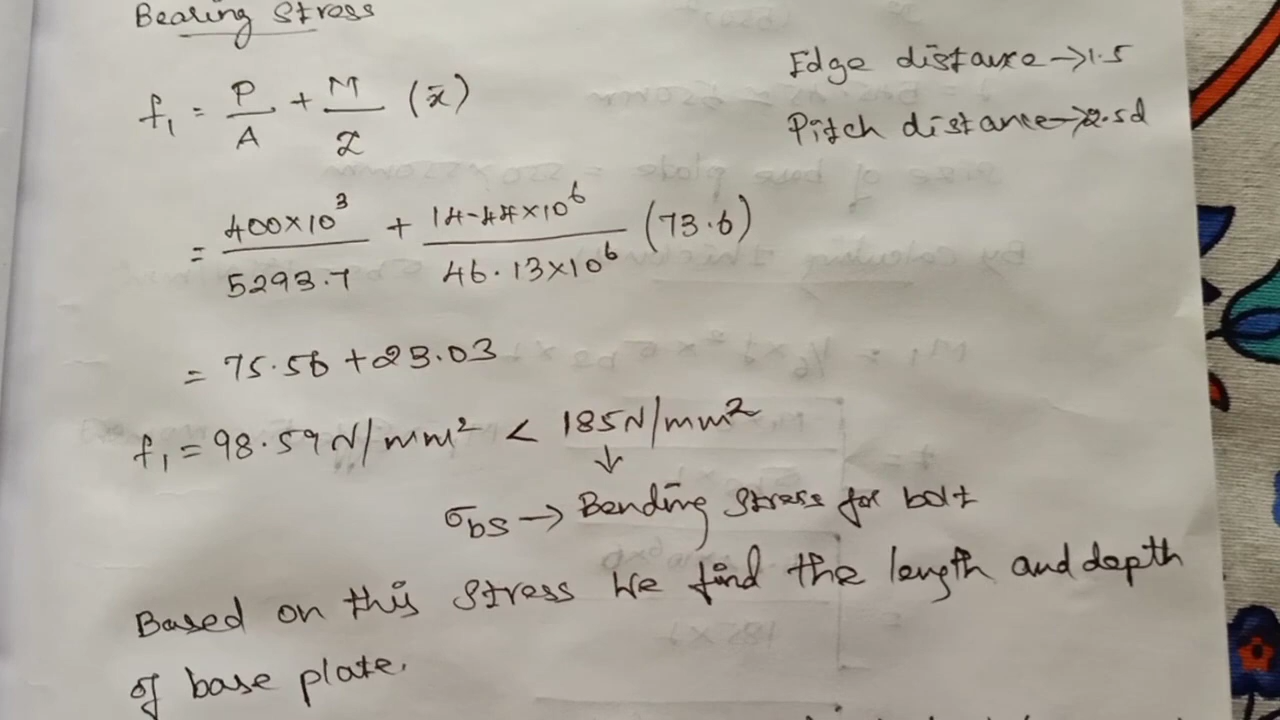 Bearing Stress
Edge distance → 1.5
Pitch distance → 2.5d
f₁ = P/A + M/Z (x̄)
= 400×10³/5293.7 + 14.44×10⁶/46.13×10⁶ (73.6)
= 75.56 + 23.03
f₁ = 98.59 N/mm² < 185 N/mm²
↓
σbs → Bending stress for bolt
Based on this stress we find the length and depth
of base plate.